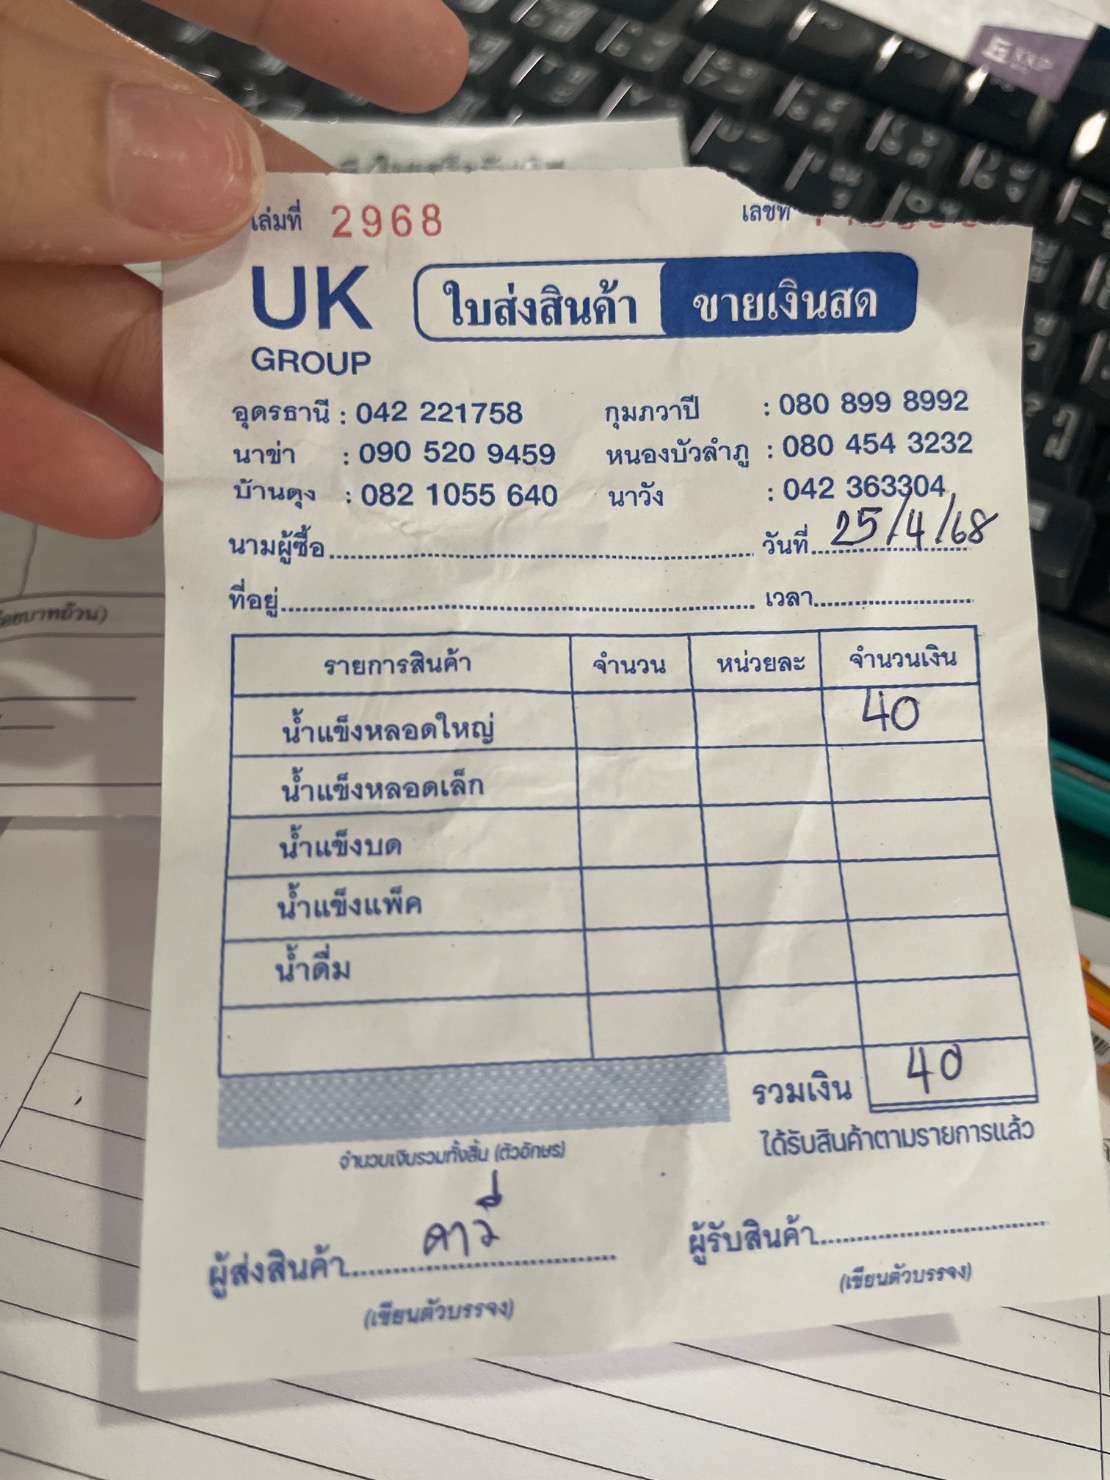 เล่มที่ 2968 เลขที่
UK GROUP
ใบส่งสินค้า ขายเงินสด
อุดรธานี : 042 221758 กุมภวาปี : 080 899 8992
นาข่า : 090 520 9459 หนองบัวลำภู : 080 454 3232
บ้านดุง : 082 1055 640 นาวัง : 042 363304
นามผู้ซื้อ วันที่ 25/4/68
ที่อยู่ เวลา
รายการสินค้า จำนวน หน่วยละ จำนวนเงิน
น้ำแข็งหลอดใหญ่ 40
น้ำแข็งหลอดเล็ก
น้ำแข็งบด
น้ำแข็งแพ็ค
น้ำดื่ม
รวมเงิน 40
จำนวนเงินรวมทั้งสิ้น (ตัวอักษร) ได้รับสินค้าตามรายการแล้ว
ผู้ส่งสินค้า ผู้รับสินค้า
(เขียนตัวบรรจง) (เขียนตัวบรรจง)